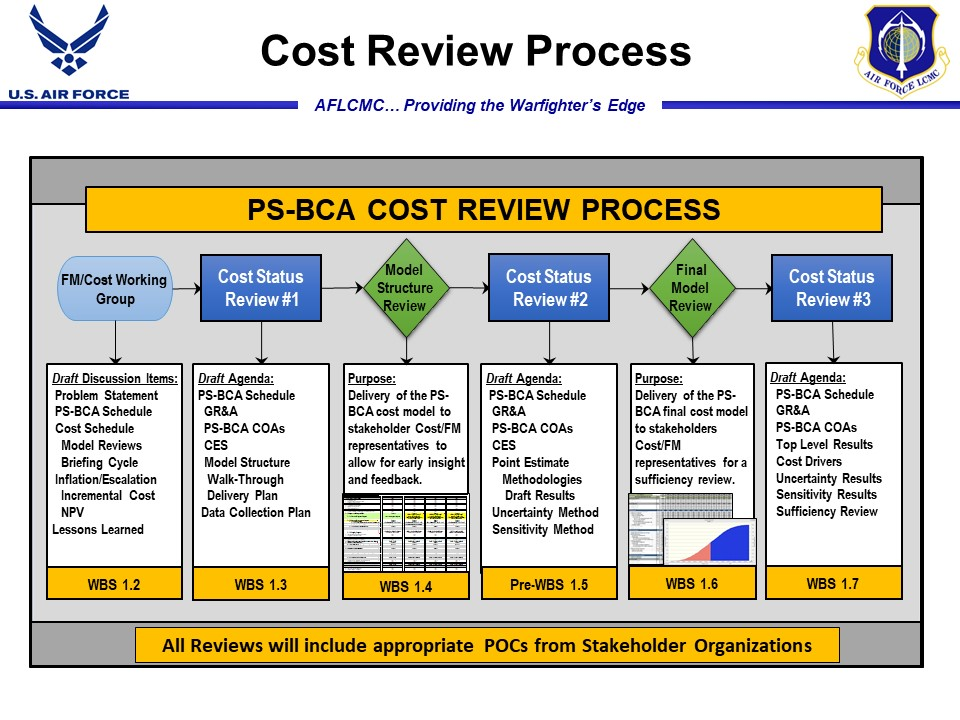 Cost Review Process
U.S. AIR FORCE
AIR FORCE LCMC
AFLCMC… Providing the Warfighter's Edge
PS-BCA COST REVIEW PROCESS
FM/Cost Working
Group
Cost Status
Review #1
Model
Structure
Review
Cost Status
Review #2
Final
Model
Review
Cost Status
Review #3
Draft Discussion Items:
Problem Statement
PS-BCA Schedule
Cost Schedule
Model Reviews
Briefing Cycle
Inflation/Escalation
Incremental Cost
NPV
Lessons Learned
WBS 1.2
Draft Agenda:
PS-BCA Schedule
GR&A
PS-BCA COAs
CES
Model Structure
Walk-Through
Delivery Plan
Data Collection Plan
WBS 1.3
Purpose:
Delivery of the PS-
BCA cost model to
stakeholder Cost/FM
representatives to
allow for early insight
and feedback.
WBS 1.4
Draft Agenda:
PS-BCA Schedule
GR&A
PS-BCA COAs
CES
Point Estimate
Methodologies
Draft Results
Uncertainty Method
Sensitivity Method
Pre-WBS 1.5
Purpose:
Delivery of the PS-
BCA final cost model
to stakeholders
Cost/FM
representatives for a
sufficiency review.
WBS 1.6
Draft Agenda:
PS-BCA Schedule
GR&A
PS-BCA COAs
Top Level Results
Cost Drivers
Uncertainty Results
Sensitivity Results
Sufficiency Review
WBS 1.7
All Reviews will include appropriate POCs from Stakeholder Organizations